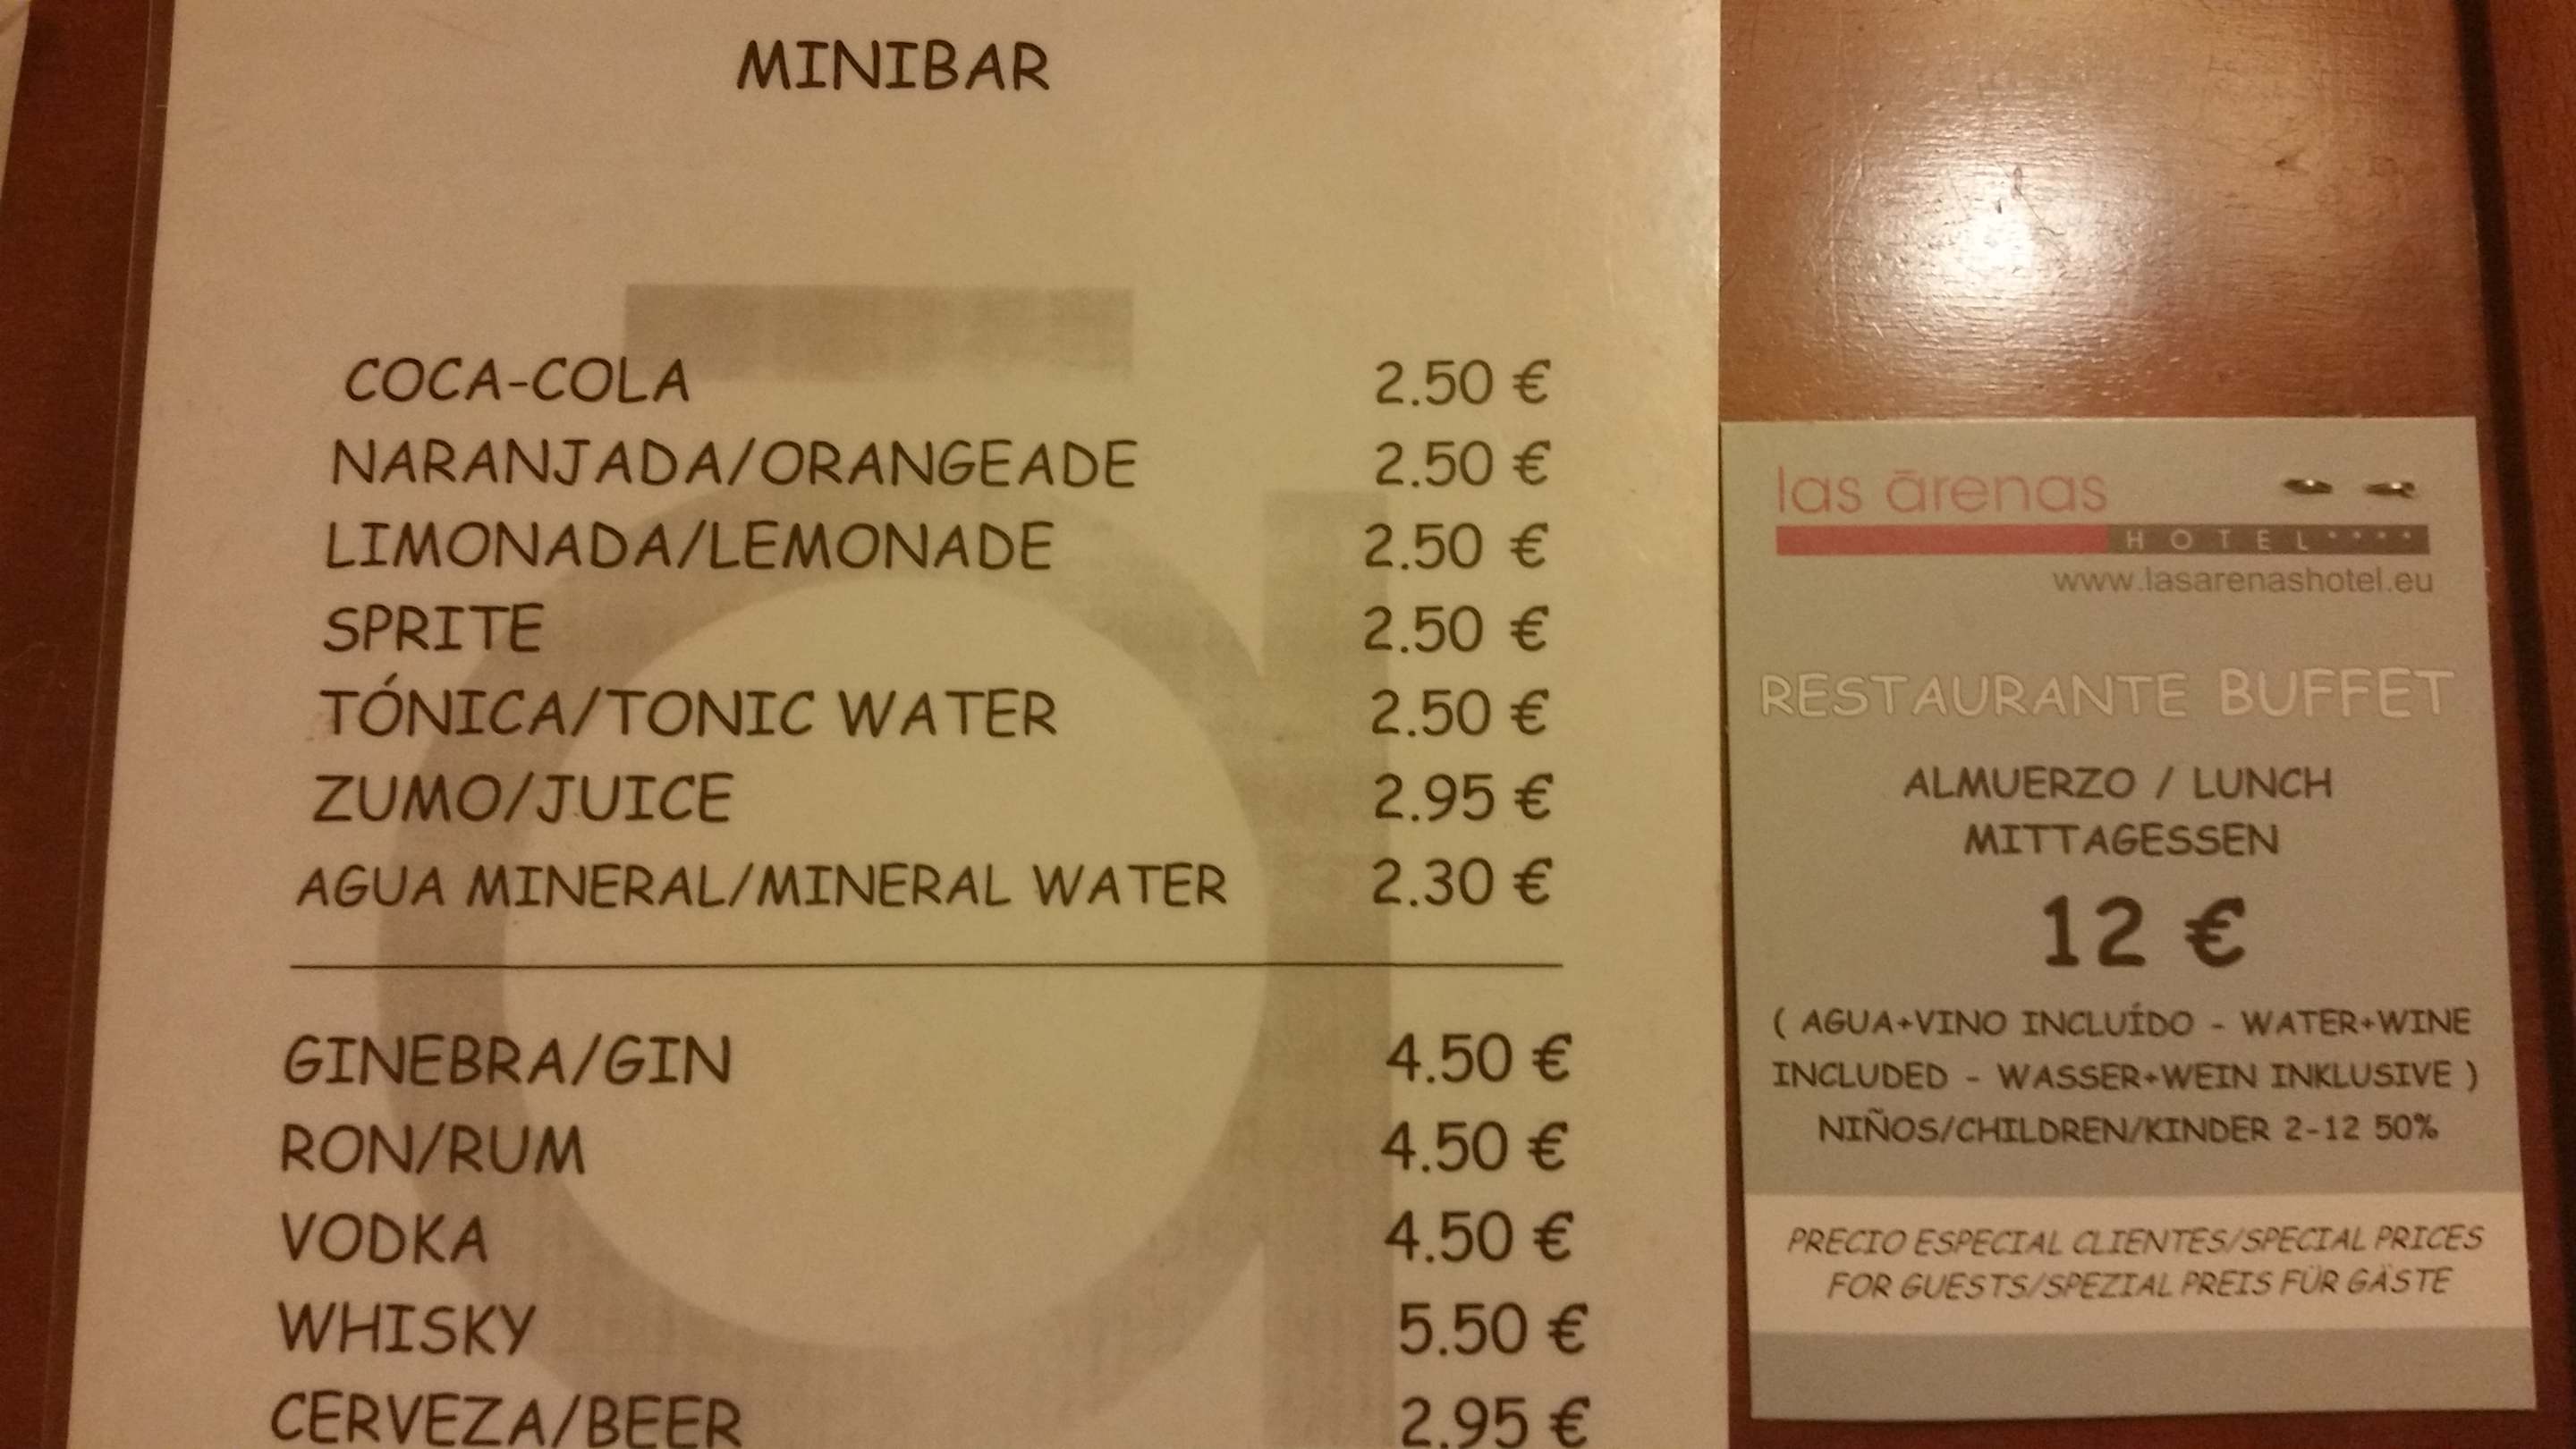 MINIBAR
COCA-COLA 2.50 €
NARANJADA/ORANGEADE 2.50 €
LIMONADA/LEMONADE 2.50 €
SPRITE 2.50 €
TÓNICA/TONIC WATER 2.50 €
ZUMO/JUICE 2.95 €
AGUA MINERAL/MINERAL WATER 2.30 €
GINEBRA/GIN 4.50 €
RON/RUM 4.50 €
VODKA 4.50 €
WHISKY 5.50 €
CERVEZA/BEER 2.95 €
las ārenas
HOTEL ****
www.lasarenashotel.eu
RESTAURANTE BUFFET
ALMUERZO / LUNCH
MITTAGESSEN
12 €
( AGUA+VINO INCLUÍDO - WATER+WINE
INCLUDED - WASSER+WEIN INKLUSIVE )
NIÑOS/CHILDREN/KINDER 2-12 50%
PRECIO ESPECIAL CLIENTES/SPECIAL PRICES
FOR GUESTS/SPEZIAL PREIS FÜR GÄSTE